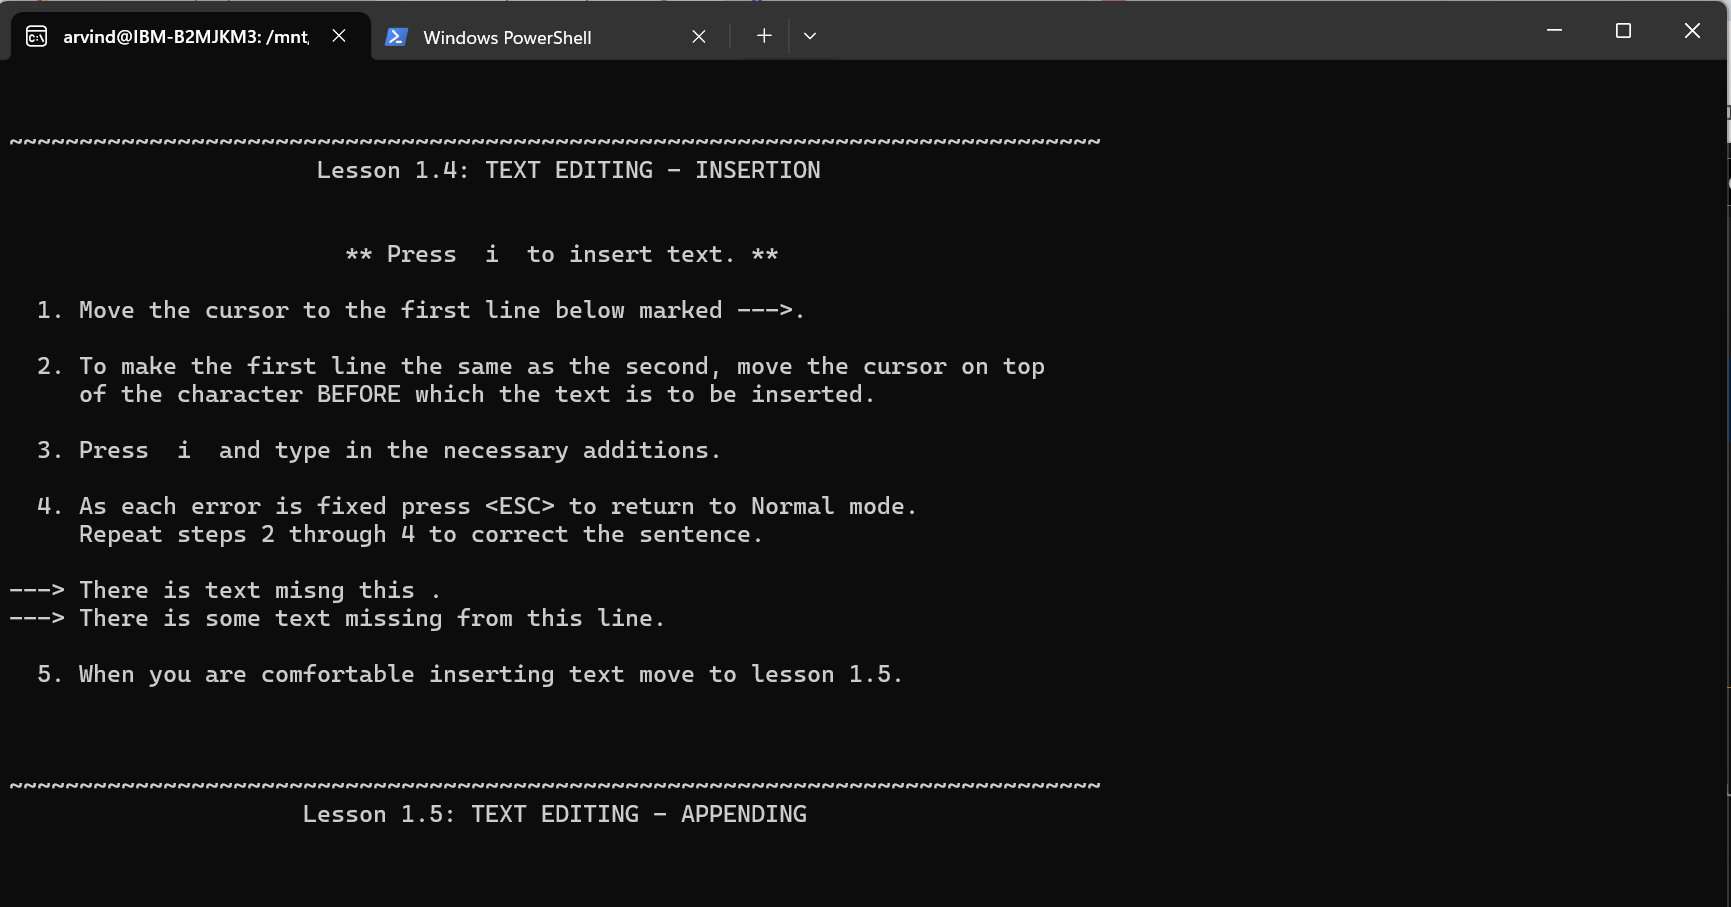 arvind@IBM-B2MJKM3: /mnt,
Windows PowerShell
~~~~~~~~~~~~~~~~~~~~~~~~~~~~~~~~~~~~~~~~~~~~~~~~~~~~~~~~~~~~~~~~~~~~~~~~~~~~~~
Lesson 1.4: TEXT EDITING - INSERTION
** Press  i  to insert text. **
1. Move the cursor to the first line below marked --->.
2. To make the first line the same as the second, move the cursor on top
of the character BEFORE which the text is to be inserted.
3. Press  i  and type in the necessary additions.
4. As each error is fixed press <ESC> to return to Normal mode.
Repeat steps 2 through 4 to correct the sentence.
---> There is text misng this .
---> There is some text missing from this line.
5. When you are comfortable inserting text move to lesson 1.5.
~~~~~~~~~~~~~~~~~~~~~~~~~~~~~~~~~~~~~~~~~~~~~~~~~~~~~~~~~~~~~~~~~~~~~~~~~~~~~~
Lesson 1.5: TEXT EDITING - APPENDING